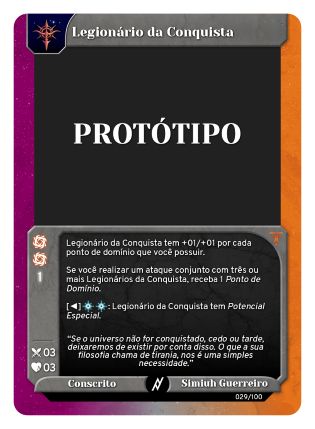 Legionário da Conquista
PROTÓTIPO
Legionário da Conquista tem +01/+01 por cada
ponto de domínio que você possuir.
Se você realizar um ataque conjunto com três ou
mais Legionários da Conquista, receba 1 Ponto de
Domínio.
[◄] : Legionário da Conquista tem Potencial
Especial.
1
"Se o universo não for conquistado, cedo ou tarde,
deixaremos de existir por conta disso. O que a sua
filosofia chama de tirania, nos é uma simples
necessidade."
03
03
Conscrito
Simiuh Guerreiro
029/100